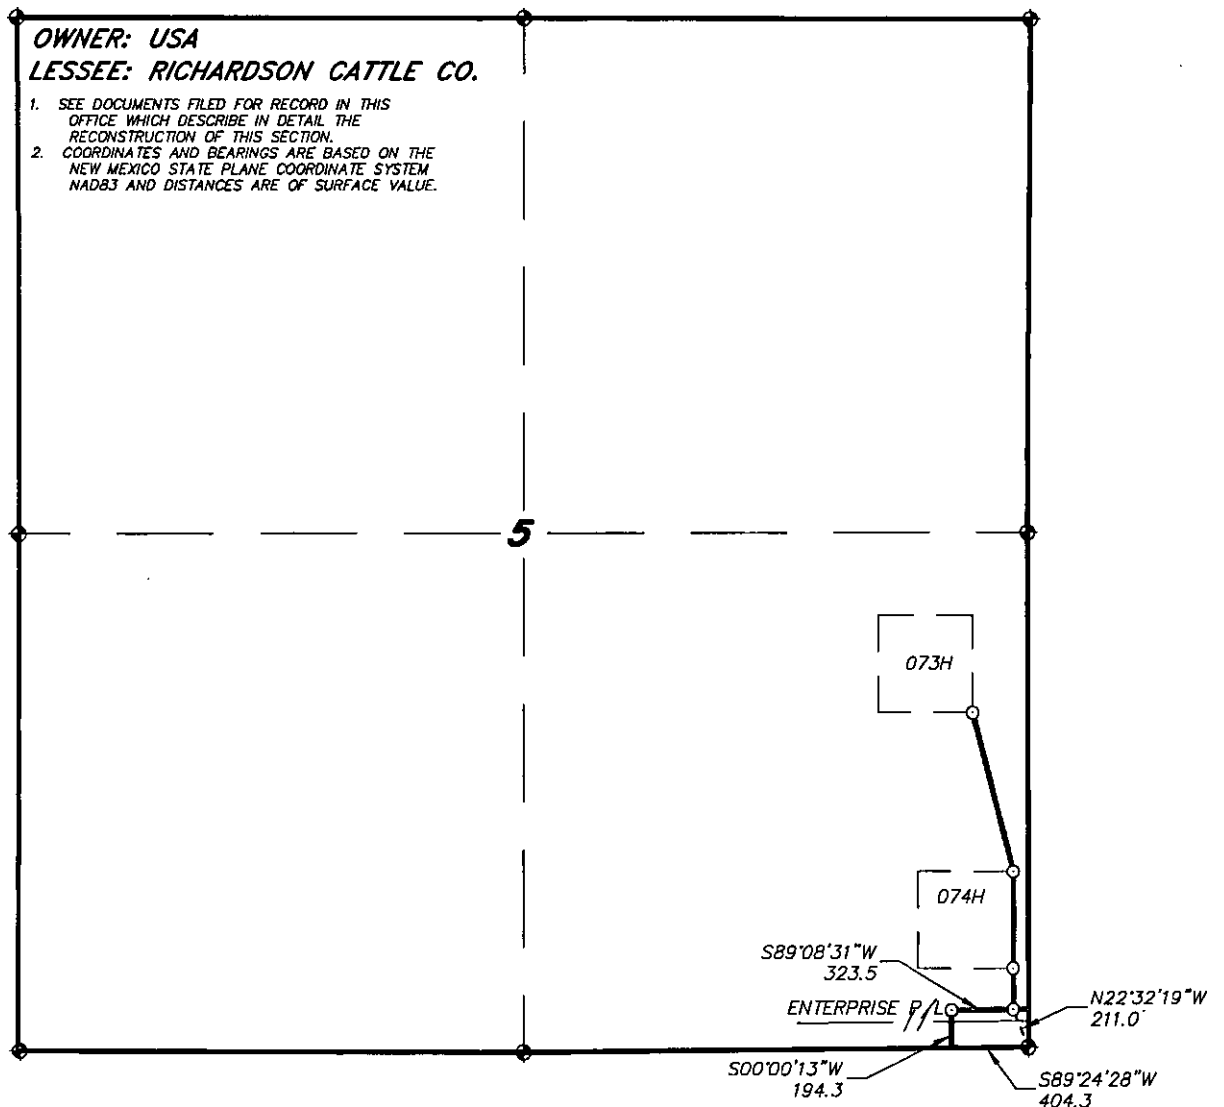 OWNER: USA
LESSEE: RICHARDSON CATTLE CO.
1. SEE DOCUMENTS FILED FOR RECORD IN THIS
OFFICE WHICH DESCRIBE IN DETAIL THE
RECONSTRUCTION OF THIS SECTION.
2. COORDINATES AND BEARINGS ARE BASED ON THE
NEW MEXICO STATE PLANE COORDINATE SYSTEM
NAD83 AND DISTANCES ARE OF SURFACE VALUE.
5
073H
074H
S89°08'31"W
323.5
ENTERPRISE P/L
N22°32'19"W
211.0'
S00°00'13"W
194.3
S89°24'28"W
404.3